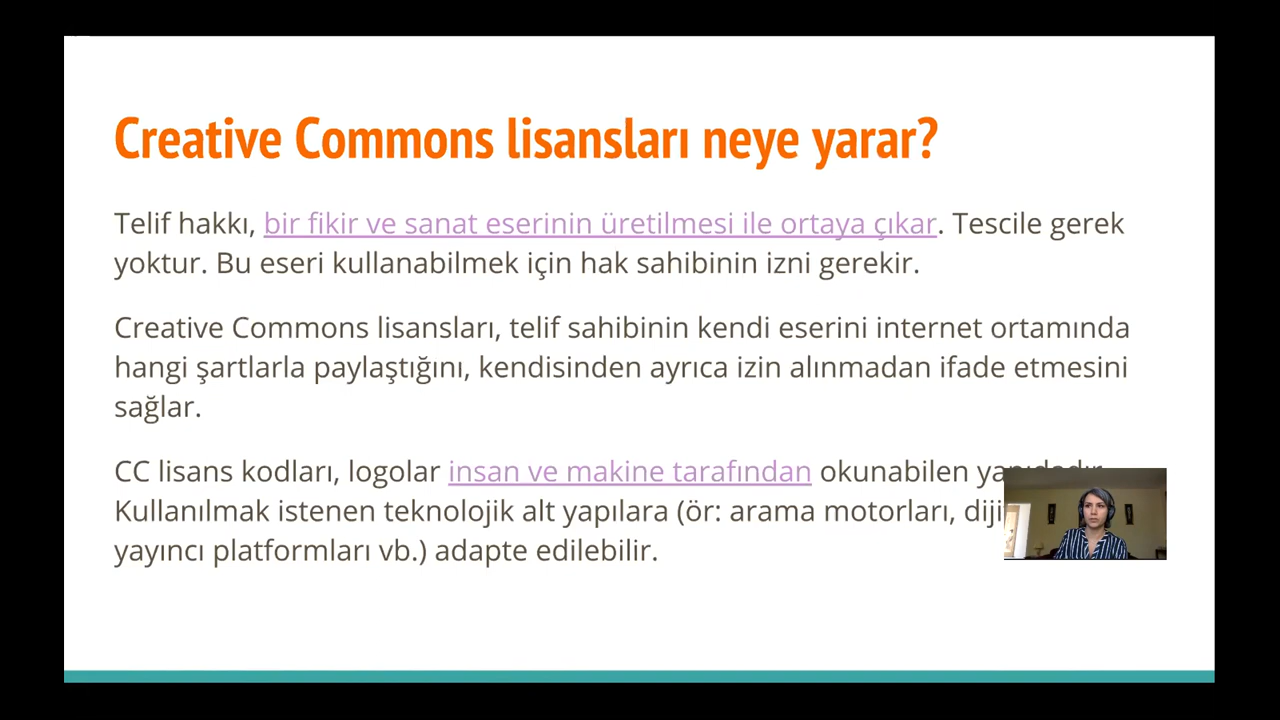 Creative Commons lisansları neye yarar?
Telif hakkı, bir fikir ve sanat eserinin üretilmesi ile ortaya çıkar. Tescile gerek
yoktur. Bu eseri kullanabilmek için hak sahibinin izni gerekir.
Creative Commons lisansları, telif sahibinin kendi eserini internet ortamında
hangi şartlarla paylaştığını, kendisinden ayrıca izin alınmadan ifade etmesini
sağlar.
CC lisans kodları, logolar insan ve makine tarafından okunabilen
Kullanılmak istenen teknolojik alt yapılara (ör: arama motorları,
yayıncı platformları vb.) adapte edilebilir.